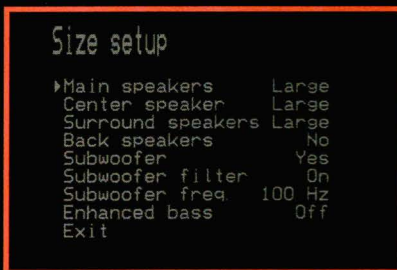 Size setup
▶Main speakers Large
Center speaker Large
Surround speakers Large
Back speakers No
Subwoofer Yes
Subwoofer filter On
Subwoofer freq. 100 Hz
Enhanced bass Off
Exit